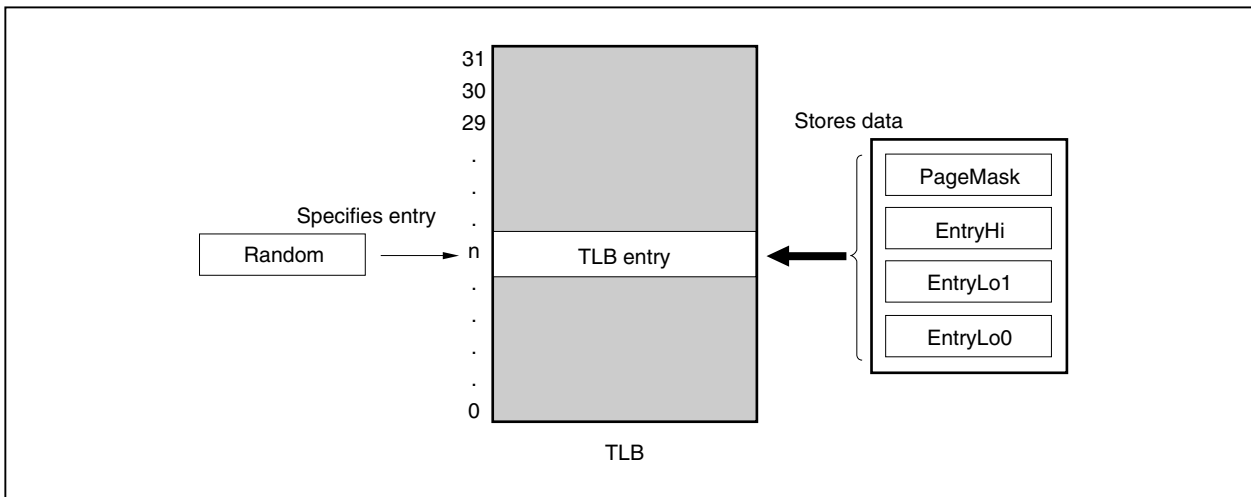 31
30
29
.
.
.
n
.
.
.
.
0
Specifies entry
Random
TLB entry
TLB
Stores data
PageMask
EntryHi
EntryLo1
EntryLo0